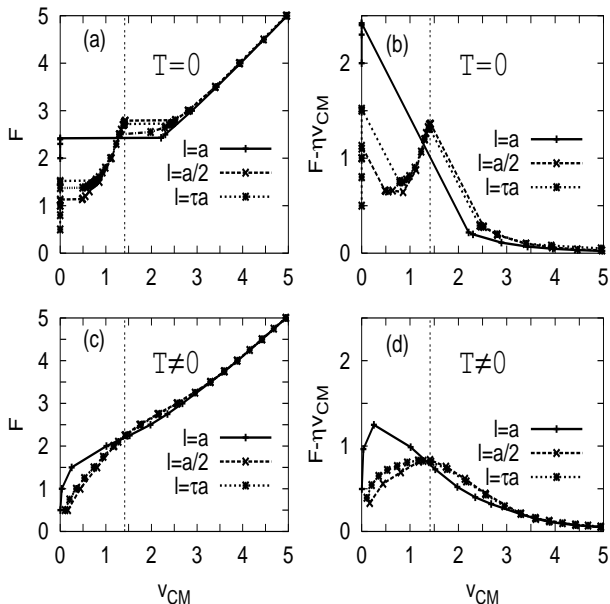 (a)
T=0
F
5
4
3
2
1
0
l=a
l=a/2
l=τa
0 1 2 3 4 5
(b)
T=0
F-ηvCM
2
1
0
l=a
l=a/2
l=τa
0 1 2 3 4 5
(c)
T≠0
F
5
4
3
2
1
0
l=a
l=a/2
l=τa
0 1 2 3 4 5
vCM
(d)
T≠0
F-ηvCM
2
1
0
l=a
l=a/2
l=τa
0 1 2 3 4 5
vCM